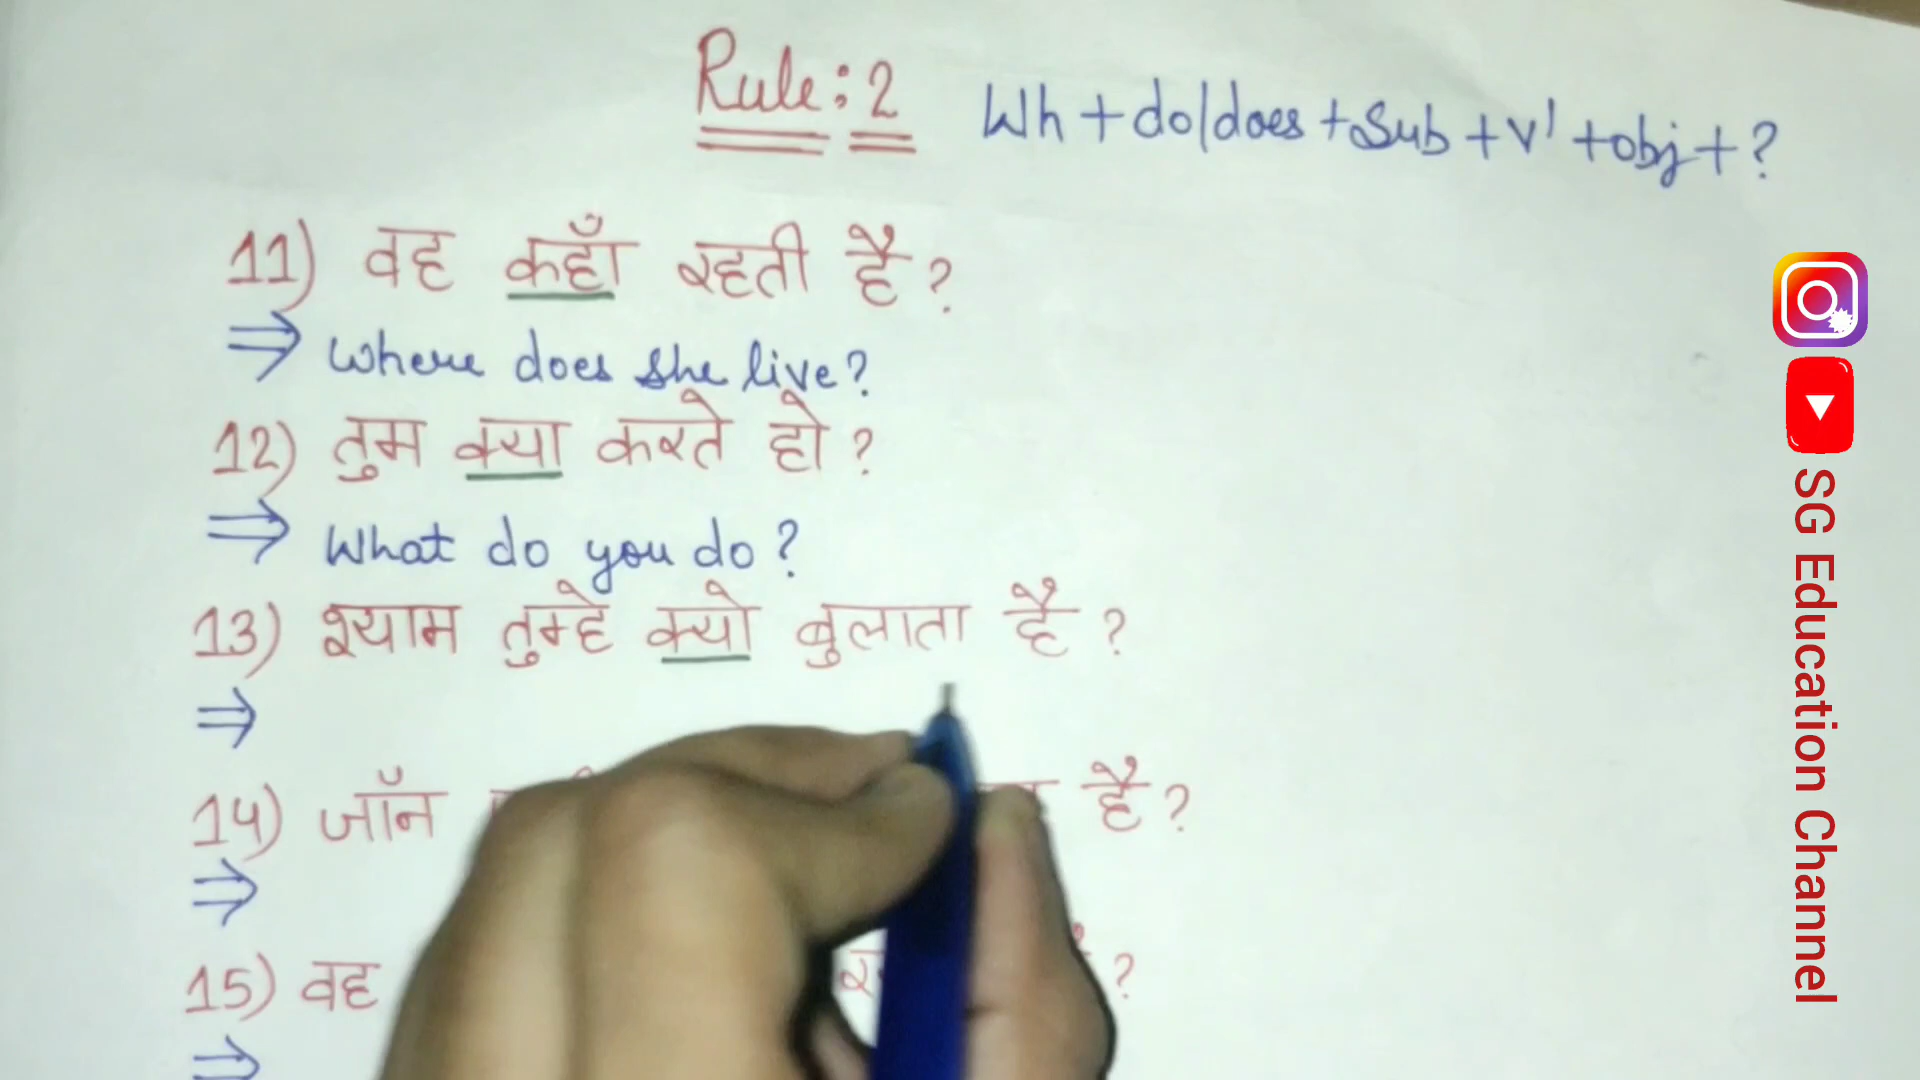 Rule: 2 Wh + do/does + Sub + V¹ + obj + ?
11) वह कहाँ रहती है ?
⇒ Where does she live?
12) तुम क्या करते हो ?
⇒ What do you do ?
13) श्याम तुम्हे क्यो बुलाता है ?
⇒
14) जॉन है ?
⇒
15) वह ?
⇒
SG Education Channel